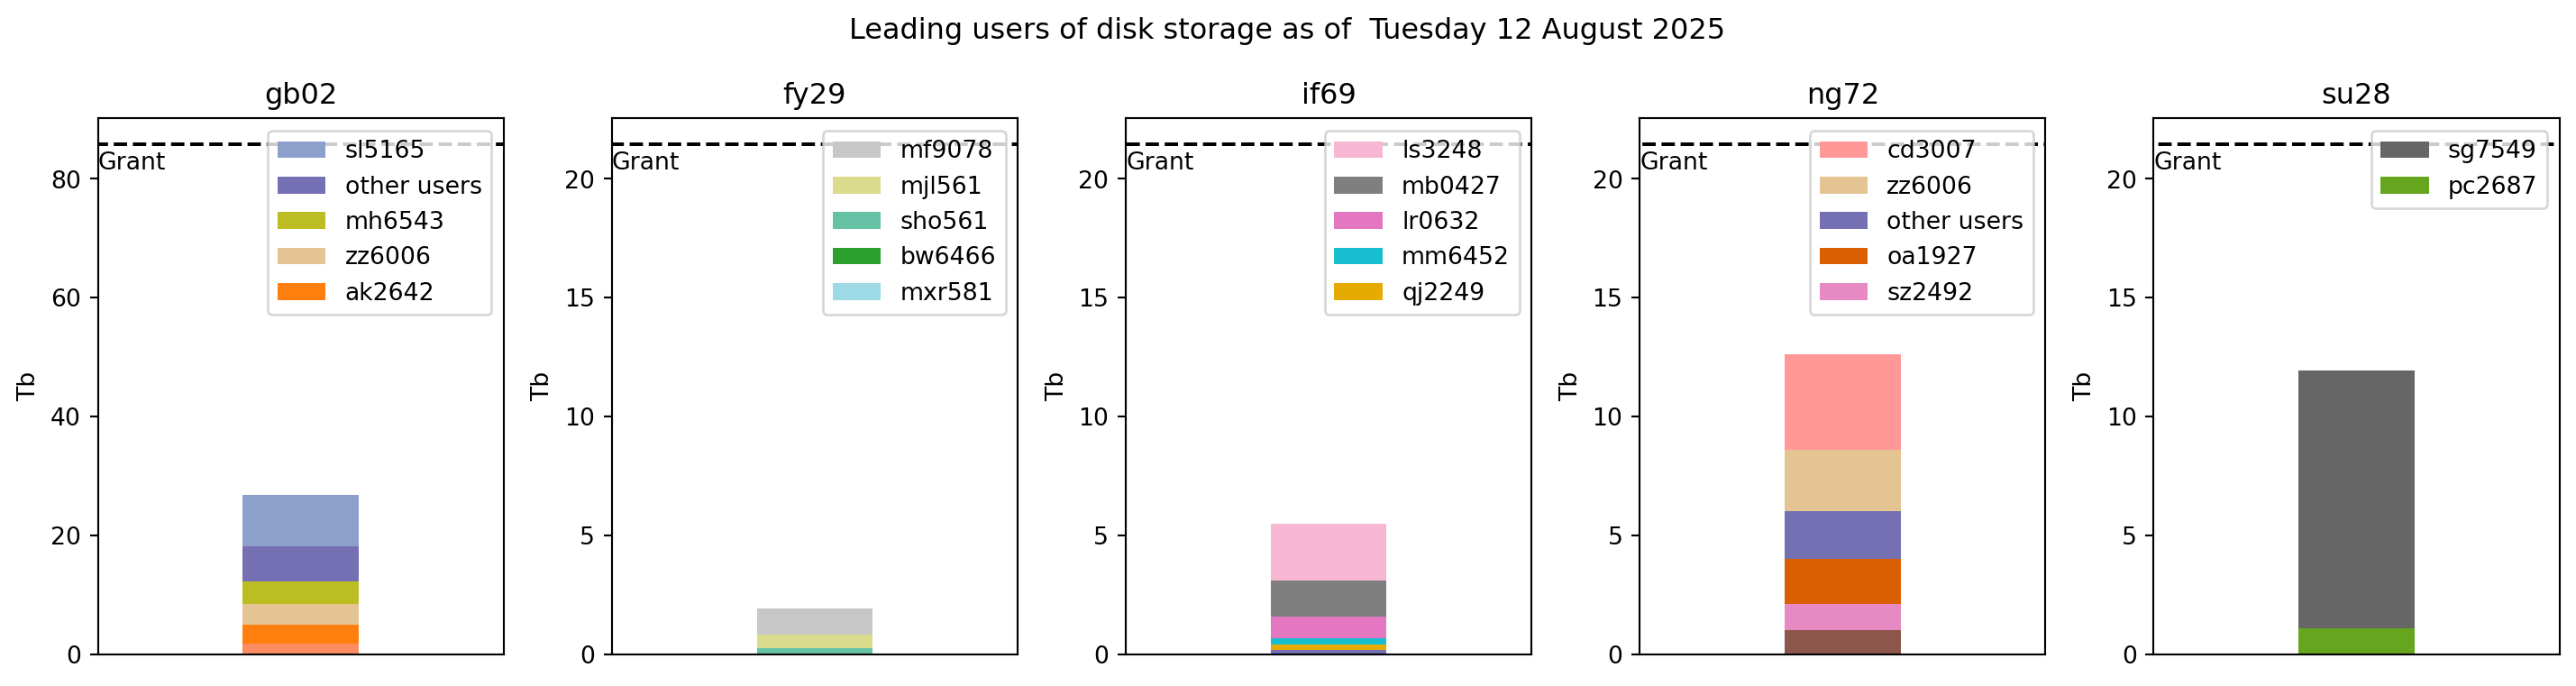 Leading users of disk storage as of  Tuesday 12 August 2025
gb02
Tb
80
60
40
20
0
Grant
sl5165
other users
mh6543
zz6006
ak2642
fy29
Tb
20
15
10
5
0
Grant
mf9078
mjl561
sho561
bw6466
mxr581
if69
Tb
20
15
10
5
0
Grant
ls3248
mb0427
lr0632
mm6452
qj2249
ng72
Tb
20
15
10
5
0
Grant
cd3007
zz6006
other users
oa1927
sz2492
su28
Tb
20
15
10
5
0
Grant
sg7549
pc2687